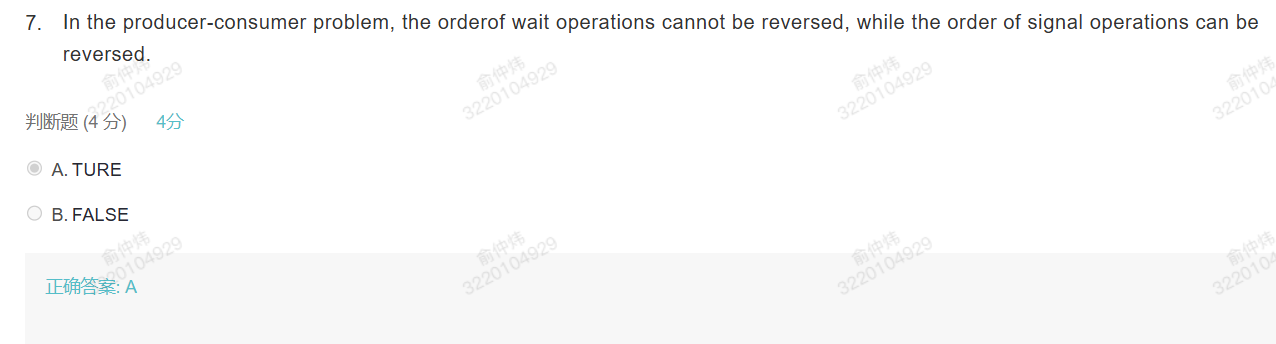 7. In the producer-consumer problem, the orderof wait operations cannot be reversed, while the order of signal operations can be
reversed.
俞仲炜 俞仲炜 俞仲炜 俞仲炜
3220104929 3220104929 3220104929 3220104
判断题 (4 分) 4分
A. TURE
B. FALSE
俞仲炜 俞仲炜 俞仲炜 俞仲炜
3220104929 3220104929 3220104929 3220104
正确答案: A